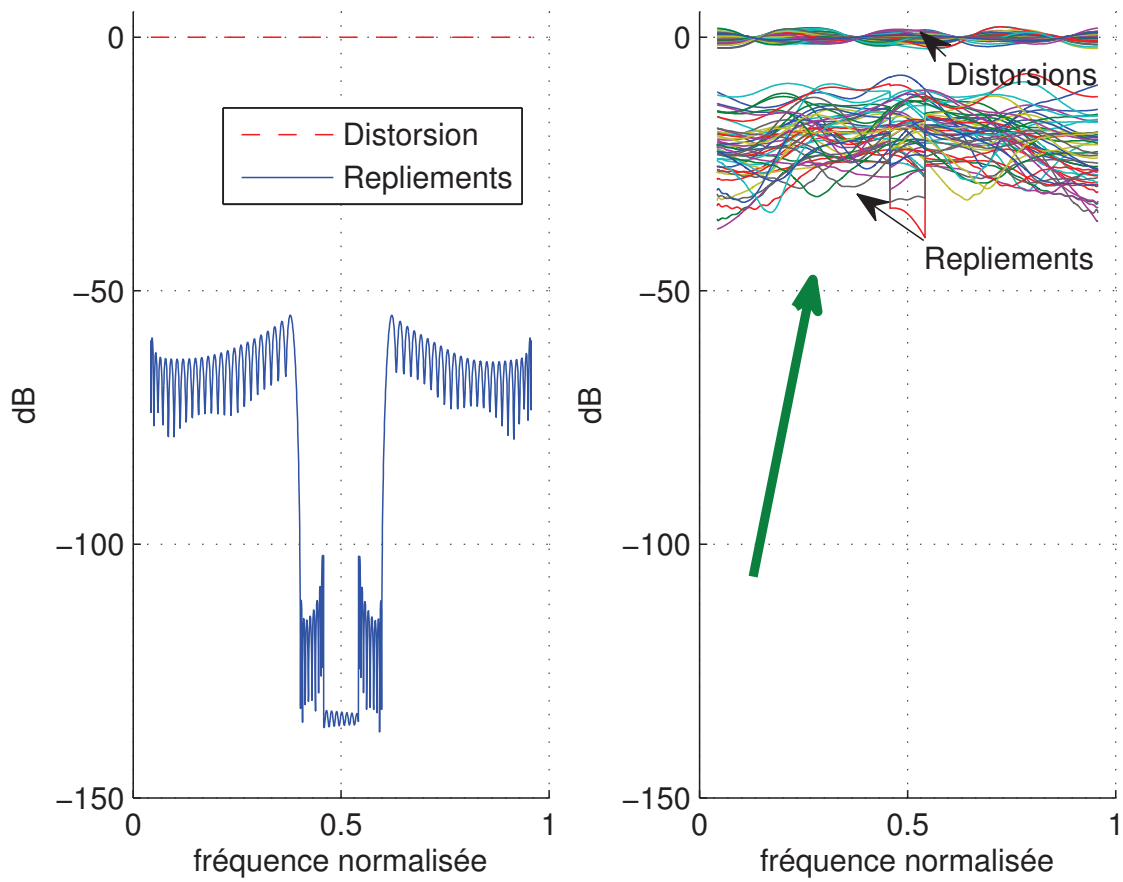 0
−50
−100
−150
dB
0
0.5
1
fréquence normalisée
Distorsion
Repliements
0
−50
−100
−150
dB
0
0.5
1
fréquence normalisée
Distorsions
Repliements